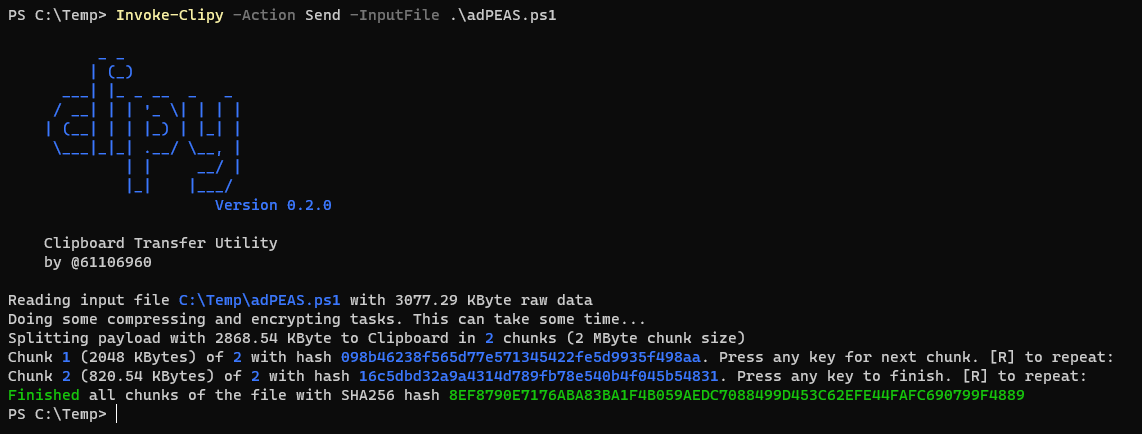 PS C:\Temp> Invoke-Clipy -Action Send -InputFile .\adPEAS.ps1
clipy
Version 0.2.0
Clipboard Transfer Utility
by @61106960
Reading input file C:\Temp\adPEAS.ps1 with 3077.29 KByte raw data
Doing some compressing and encrypting tasks. This can take some time...
Splitting payload with 2868.54 KByte to Clipboard in 2 chunks (2 MByte chunk size)
Chunk 1 (2048 KBytes) of 2 with hash 098b46238f565d77e571345422fe5d9935f498aa. Press any key for next chunk. [R] to repeat:
Chunk 2 (820.54 KBytes) of 2 with hash 16c5dbd32a9a4314d789fb78e540b4f045b54831. Press any key to finish. [R] to repeat:
Finished all chunks of the file with SHA256 hash 8EF8790E7176ABA83BA1F4B059AEDC7088499D453C62EFE44FAFC690799F4889
PS C:\Temp>